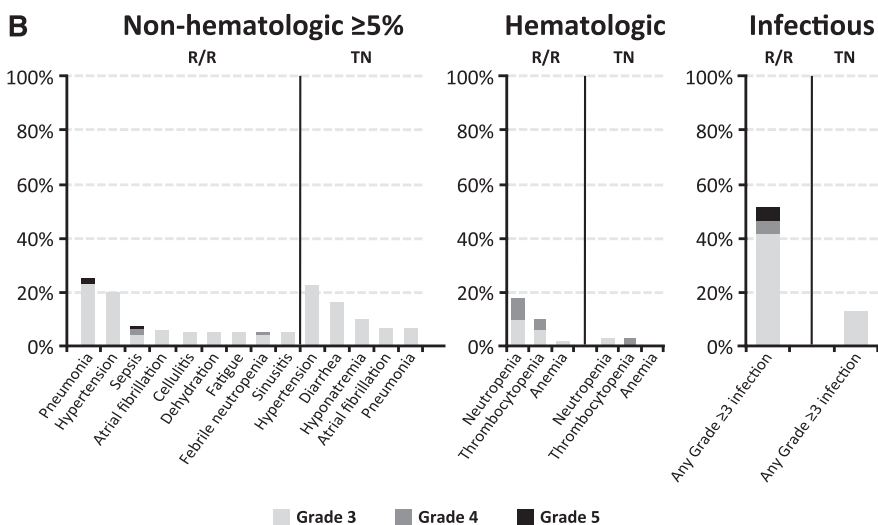 B
Non-hematologic ≥5%
R/R TN
100%
80%
60%
40%
20%
0%
Pneumonia
Hypertension
Sepsis
Atrial fibrillation
Cellulitis
Dehydration
Fatigue
Febrile neutropenia
Sinusitis
Hypertension
Diarrhea
Hyponatremia
Atrial fibrillation
Pneumonia
Hematologic
R/R TN
100%
80%
60%
40%
20%
0%
Neutropenia
Thrombocytopenia
Anemia
Neutropenia
Thrombocytopenia
Anemia
Infectious
R/R TN
100%
80%
60%
40%
20%
0%
Any Grade ≥3 infection
Any Grade ≥3 infection
Grade 3 Grade 4 Grade 5